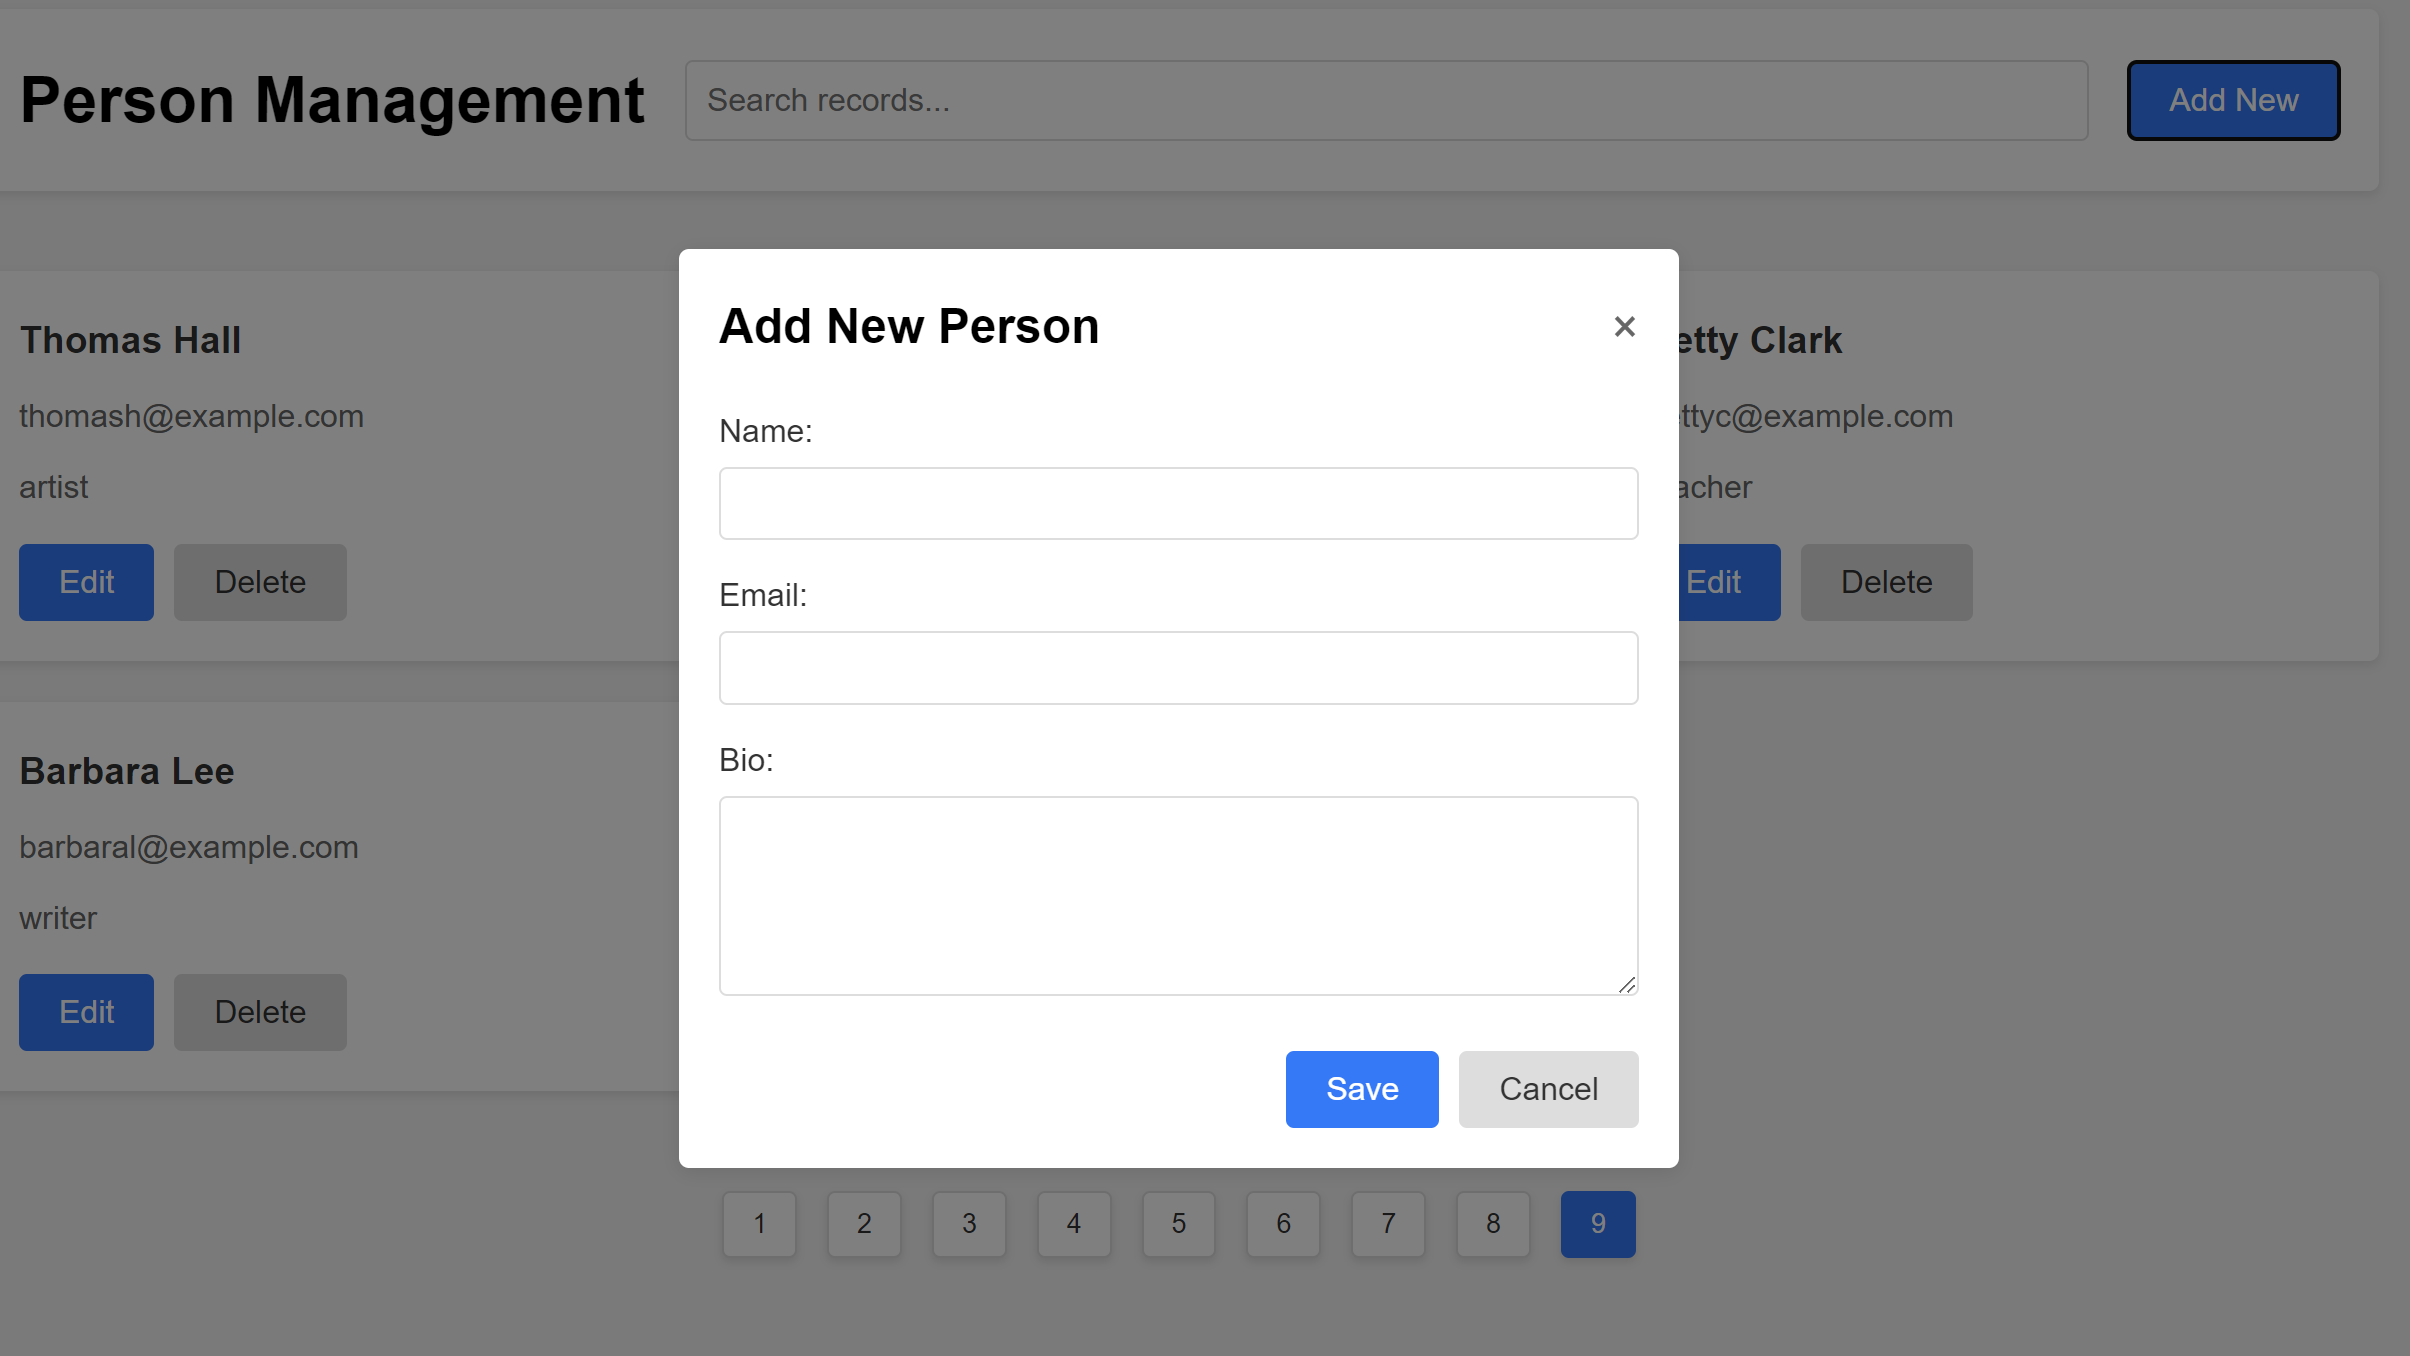 Person Management
Search records...
Add New
Thomas Hall
thomash@example.com
artist
Edit
Delete
Add New Person
×
Name:
Email:
Bio:
Save
Cancel
etty Clark
ttyc@example.com
acher
Edit
Delete
Barbara Lee
barbaral@example.com
writer
Edit
Delete
1 2 3 4 5 6 7 8 9